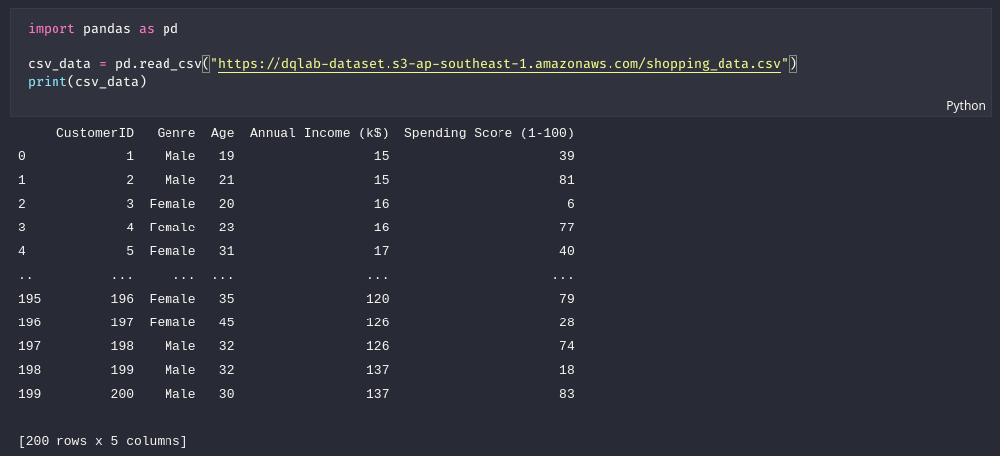 import pandas as pd
csv_data = pd.read_csv("https://dqlab-dataset.s3-ap-southeast-1.amazonaws.com/shopping_data.csv")
print(csv_data)
Python
CustomerID Genre Age Annual Income (k$) Spending Score (1-100)
0 1 Male 19 15 39
1 2 Male 21 15 81
2 3 Female 20 16 6
3 4 Female 23 16 77
4 5 Female 31 17 40
.. ... ... ... ... ...
195 196 Female 35 120 79
196 197 Female 45 126 28
197 198 Male 32 126 74
198 199 Male 32 137 18
199 200 Male 30 137 83
[200 rows x 5 columns]